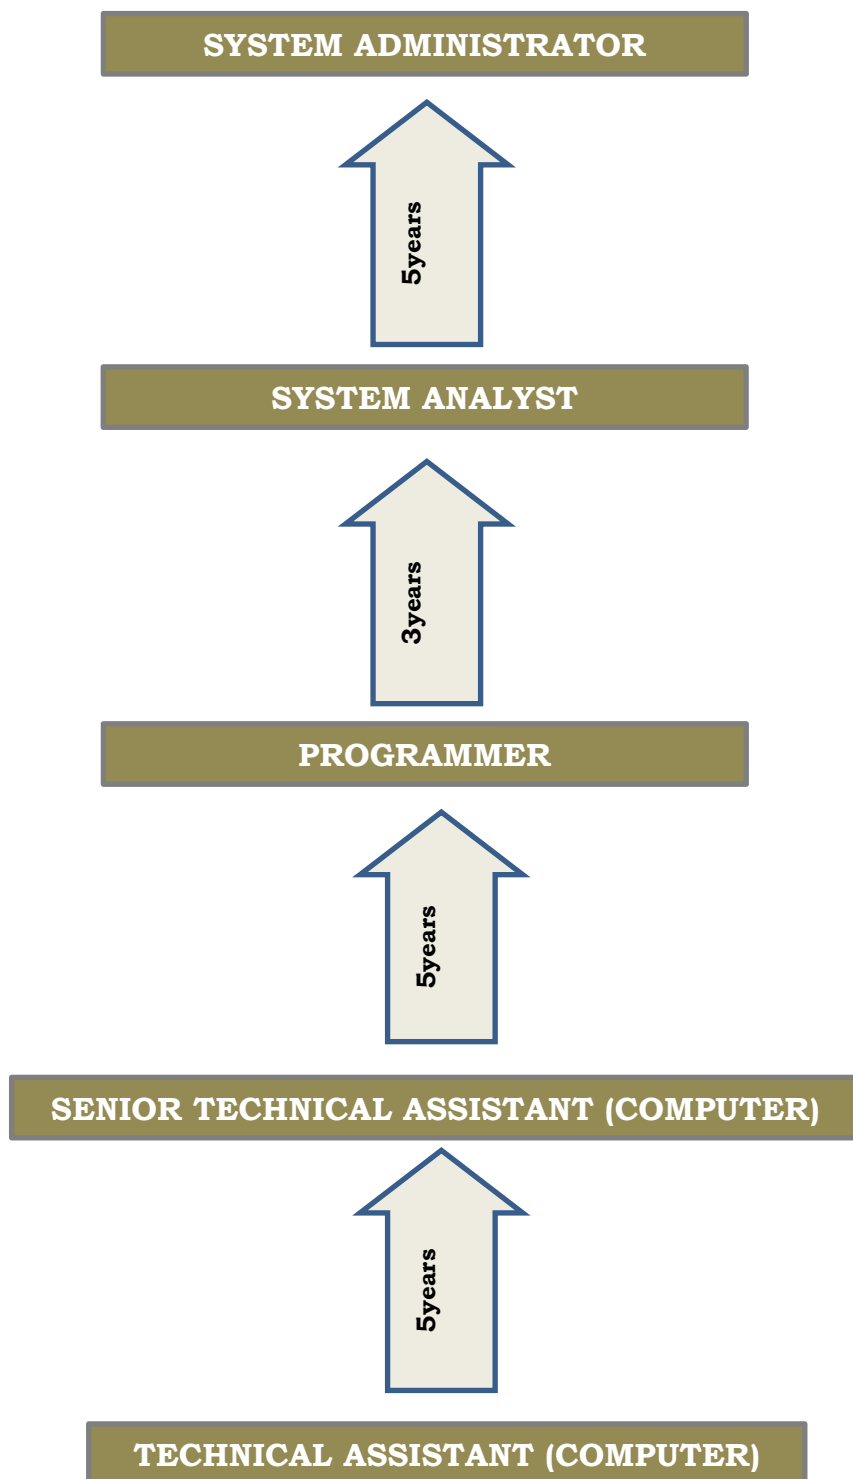 SYSTEM ADMINISTRATOR
5years
SYSTEM ANALYST
3years
PROGRAMMER
5years
SENIOR TECHNICAL ASSISTANT (COMPUTER)
5years
TECHNICAL ASSISTANT (COMPUTER)